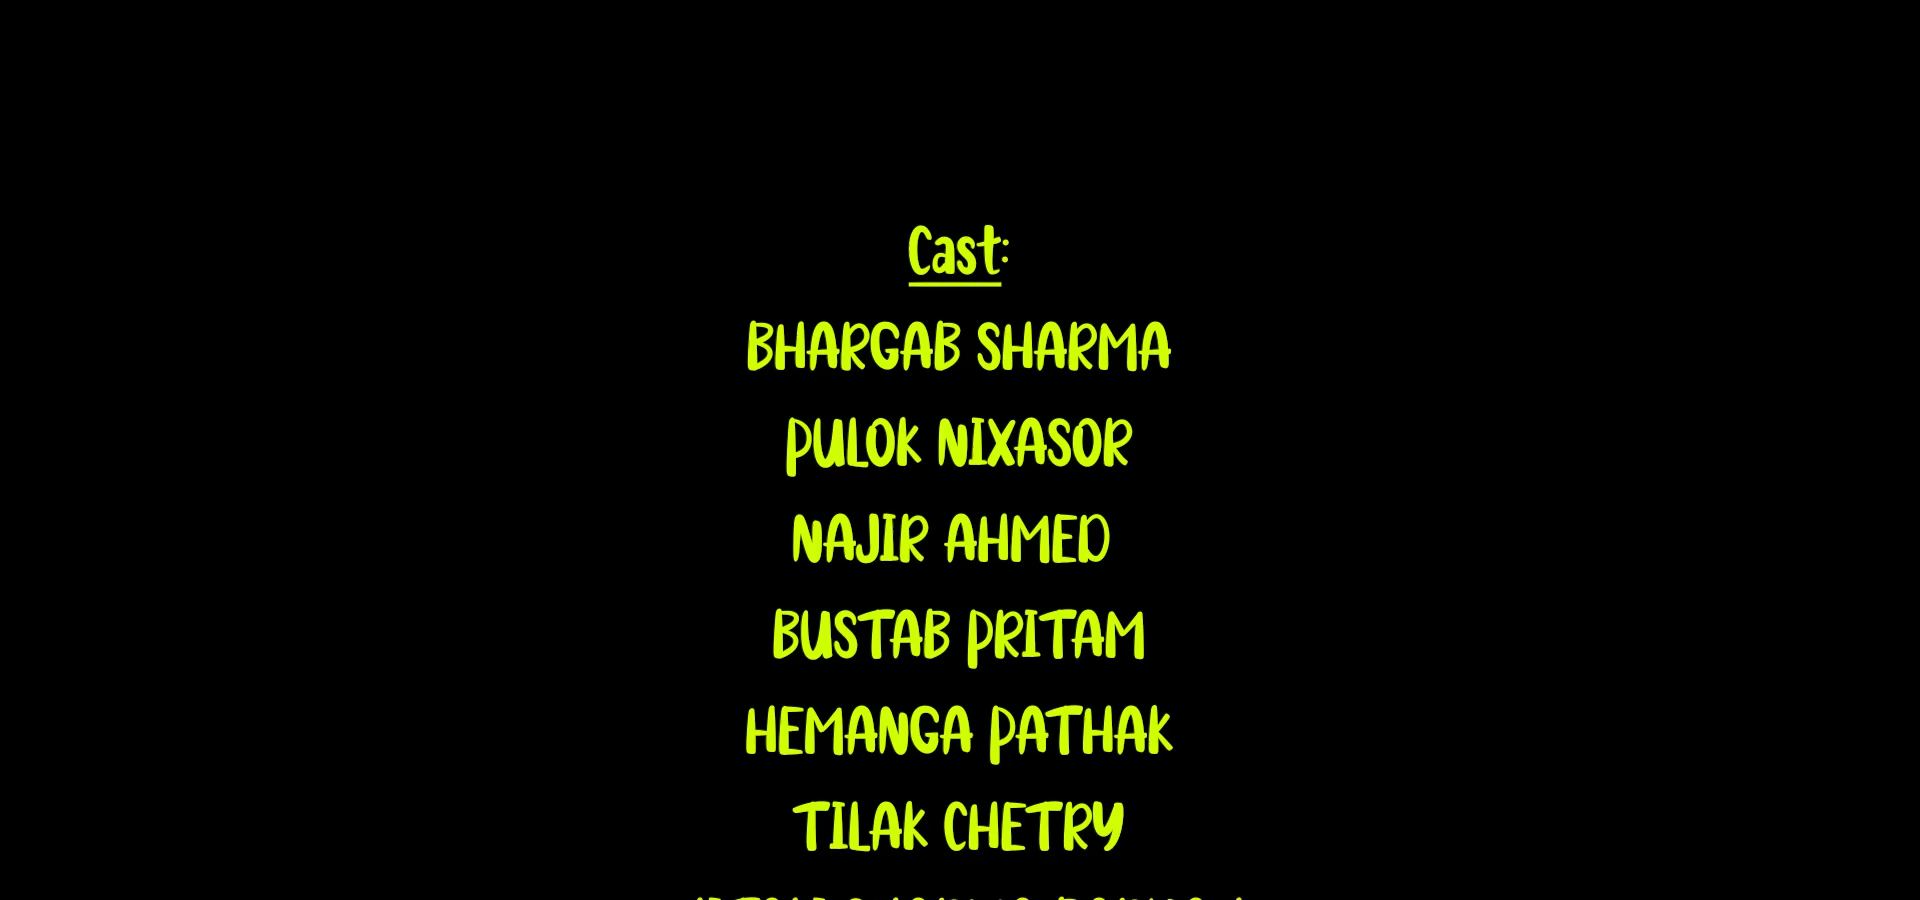 Cast:
BHARGAB SHARMA
PULOK NIXASOR
NAJIR AHMED
BUSTAB PRITAM
HEMANGA PATHAK
TILAK CHETRY